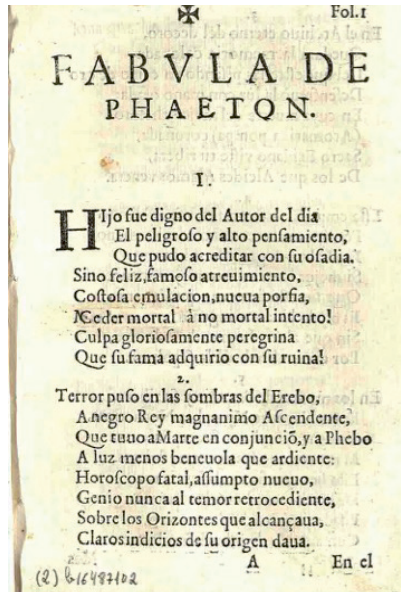 ✠ Fol.1
FABVLA DE
PHAETON.
I.
HIjo fue digno del Autor del dia
El peligroso y alto pensamiento,
Que pudo acreditar con su osadia.
Sino feliz, famoso atreuimiento,
Costosa emulacion, nueua porfia,
Ceder mortal à no mortal intento!
Culpa gloriosamente peregrina
Que su fama adquirio con su ruina!
2.
Terror puso en las sombras del Erebo,
A negro Rey magnanimo Ascendente,
Que tuuo a Marte en conjunciõ, y a Phebo
A luz menos beneuola que ardiente:
Horoscopo fatal, assumpto nueuo,
Genio nunca al temor retrocediente,
Sobre los Orizontes que alcançaua,
Claros indicios de su origen daua.
A En el
(2) b16487102